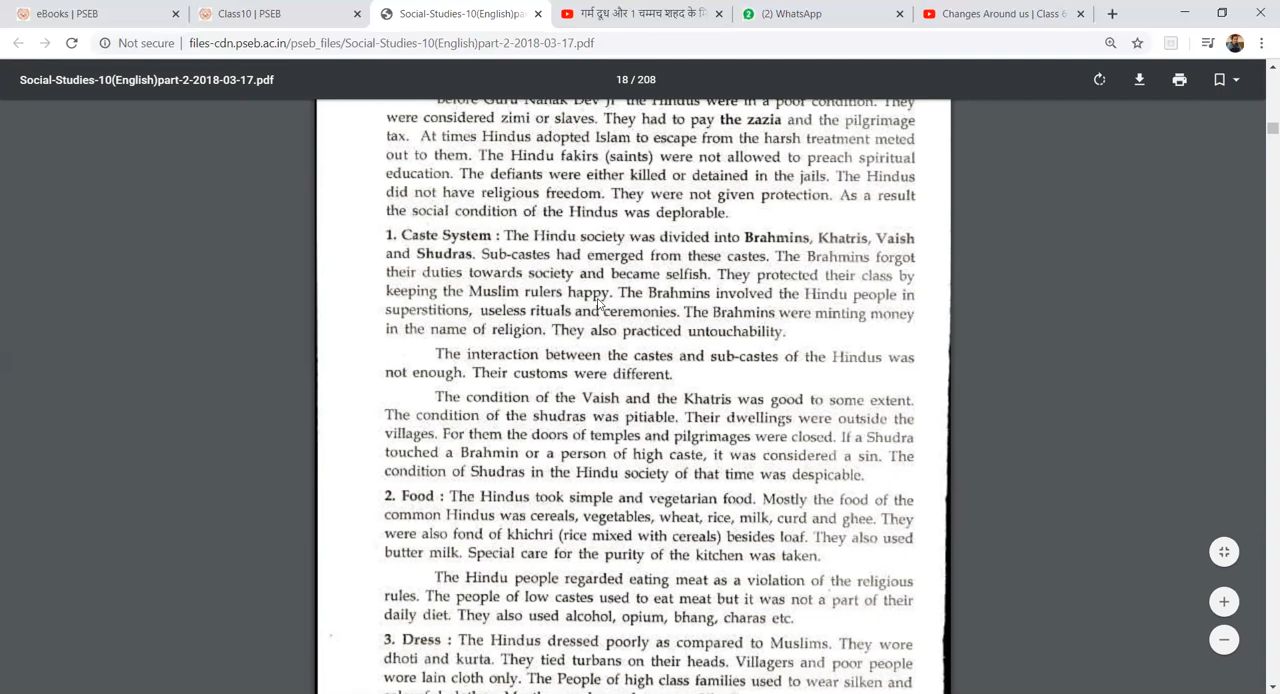 eBooks | PSEB
Class10 | PSEB
Social-Studies-10(English)par
गर्म दूध और 1 चम्मच शहद के
(2) WhatsApp
Changes Around us | Class 6
Not secure | files-cdn.pseb.ac.in/pseb_files/Social-Studies-10(English)part-2-2018-03-17.pdf
Social-Studies-10(English)part-2-2018-03-17.pdf
18 / 208
before Guru Nanak Dev Ji the Hindus were in a poor condition. They
were considered zimi or slaves. They had to pay the zazia and the pilgrimage
tax. At times Hindus adopted Islam to escape from the harsh treatment meted
out to them. The Hindu fakirs (saints) were not allowed to preach spiritual
education. The defiants were either killed or detained in the jails. The Hindus
did not have religious freedom. They were not given protection. As a result
the social condition of the Hindus was deplorable.
1. Caste System : The Hindu society was divided into Brahmins, Khatris, Vaish
and Shudras. Sub-castes had emerged from these castes. The Brahmins forgot
their duties towards society and became selfish. They protected their class by
keeping the Muslim rulers happy. The Brahmins involved the Hindu people in
superstitions, useless rituals and ceremonies. The Brahmins were minting money
in the name of religion. They also practiced untouchability.
The interaction between the castes and sub-castes of the Hindus was
not enough. Their customs were different.
The condition of the Vaish and the Khatris was good to some extent.
The condition of the shudras was pitiable. Their dwellings were outside the
villages. For them the doors of temples and pilgrimages were closed. If a Shudra
touched a Brahmin or a person of high caste, it was considered a sin. The
condition of Shudras in the Hindu society of that time was despicable.
2. Food : The Hindus took simple and vegetarian food. Mostly the food of the
common Hindus was cereals, vegetables, wheat, rice, milk, curd and ghee. They
were also fond of khichri (rice mixed with cereals) besides loaf. They also used
butter milk. Special care for the purity of the kitchen was taken.
The Hindu people regarded eating meat as a violation of the religious
rules. The people of low castes used to eat meat but it was not a part of their
daily diet. They also used alcohol, opium, bhang, charas etc.
3. Dress : The Hindus dressed poorly as compared to Muslims. They wore
dhoti and kurta. They tied turbans on their heads. Villagers and poor people
wore lain cloth only. The People of high class families used to wear silken and